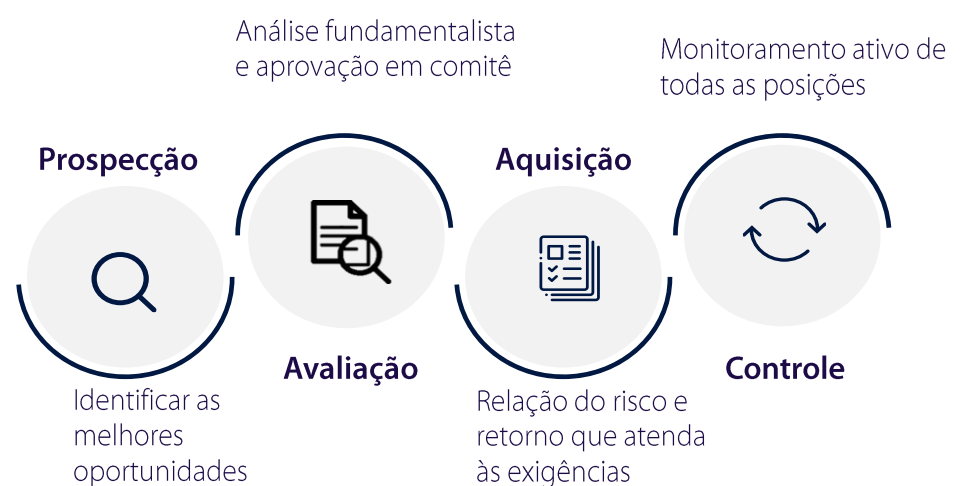 Prospecção
Identificar as
melhores
oportunidades
Análise fundamentalista
e aprovação em comitê
Avaliação
Aquisição
Relação do risco e
retorno que atenda
às exigências
Monitoramento ativo de
todas as posições
Controle